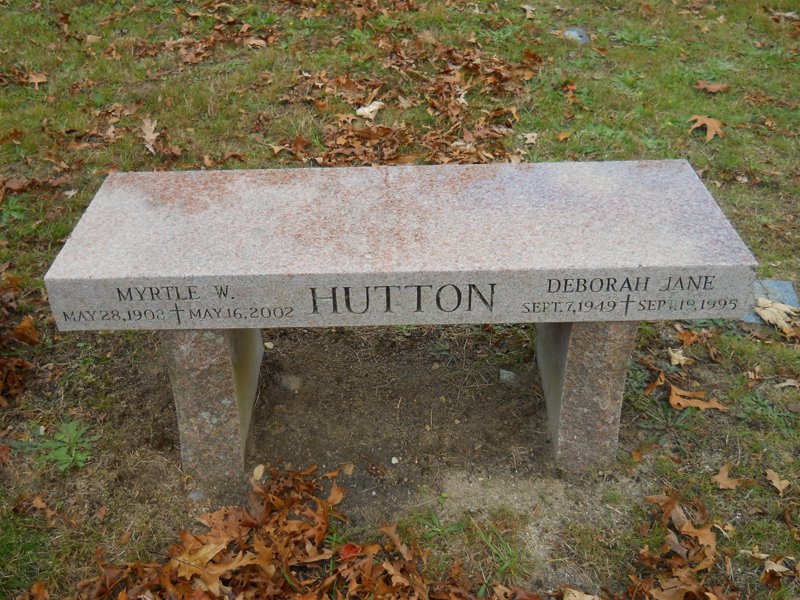 MYRTLE W.
MAY 28, 1908 † MAY 16, 2002
HUTTON
DEBORAH JANE
SEPT. 7, 1949 † SEPT. 19, 1995